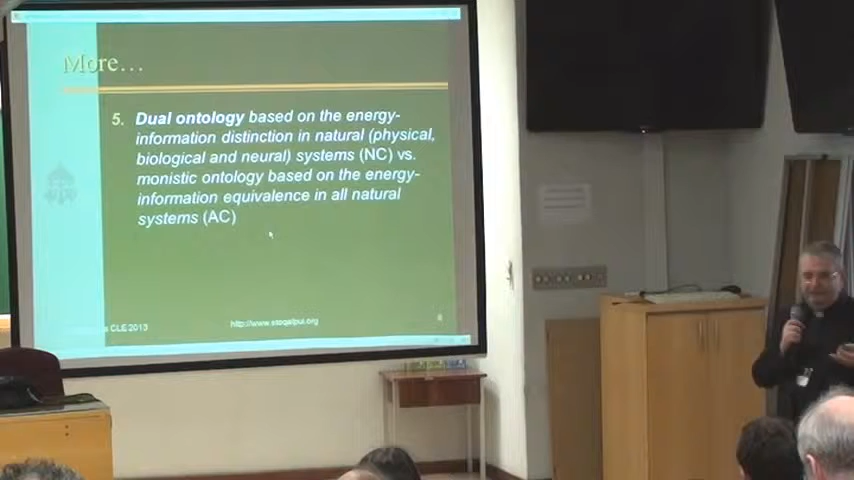 More…
5. Dual ontology based on the energy-
information distinction in natural (physical,
biological and neural) systems (NC) vs.
monistic ontology based on the energy-
information equivalence in all natural
systems (AC)
CLE 2013
http://www.stoqatpul.org